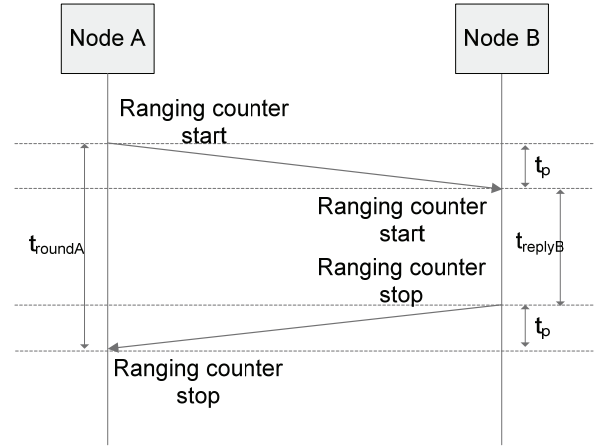 Node A
Node B
Ranging counter
start
tp
Ranging counter
start
troundA
treplyB
Ranging counter
stop
tp
Ranging counter
stop